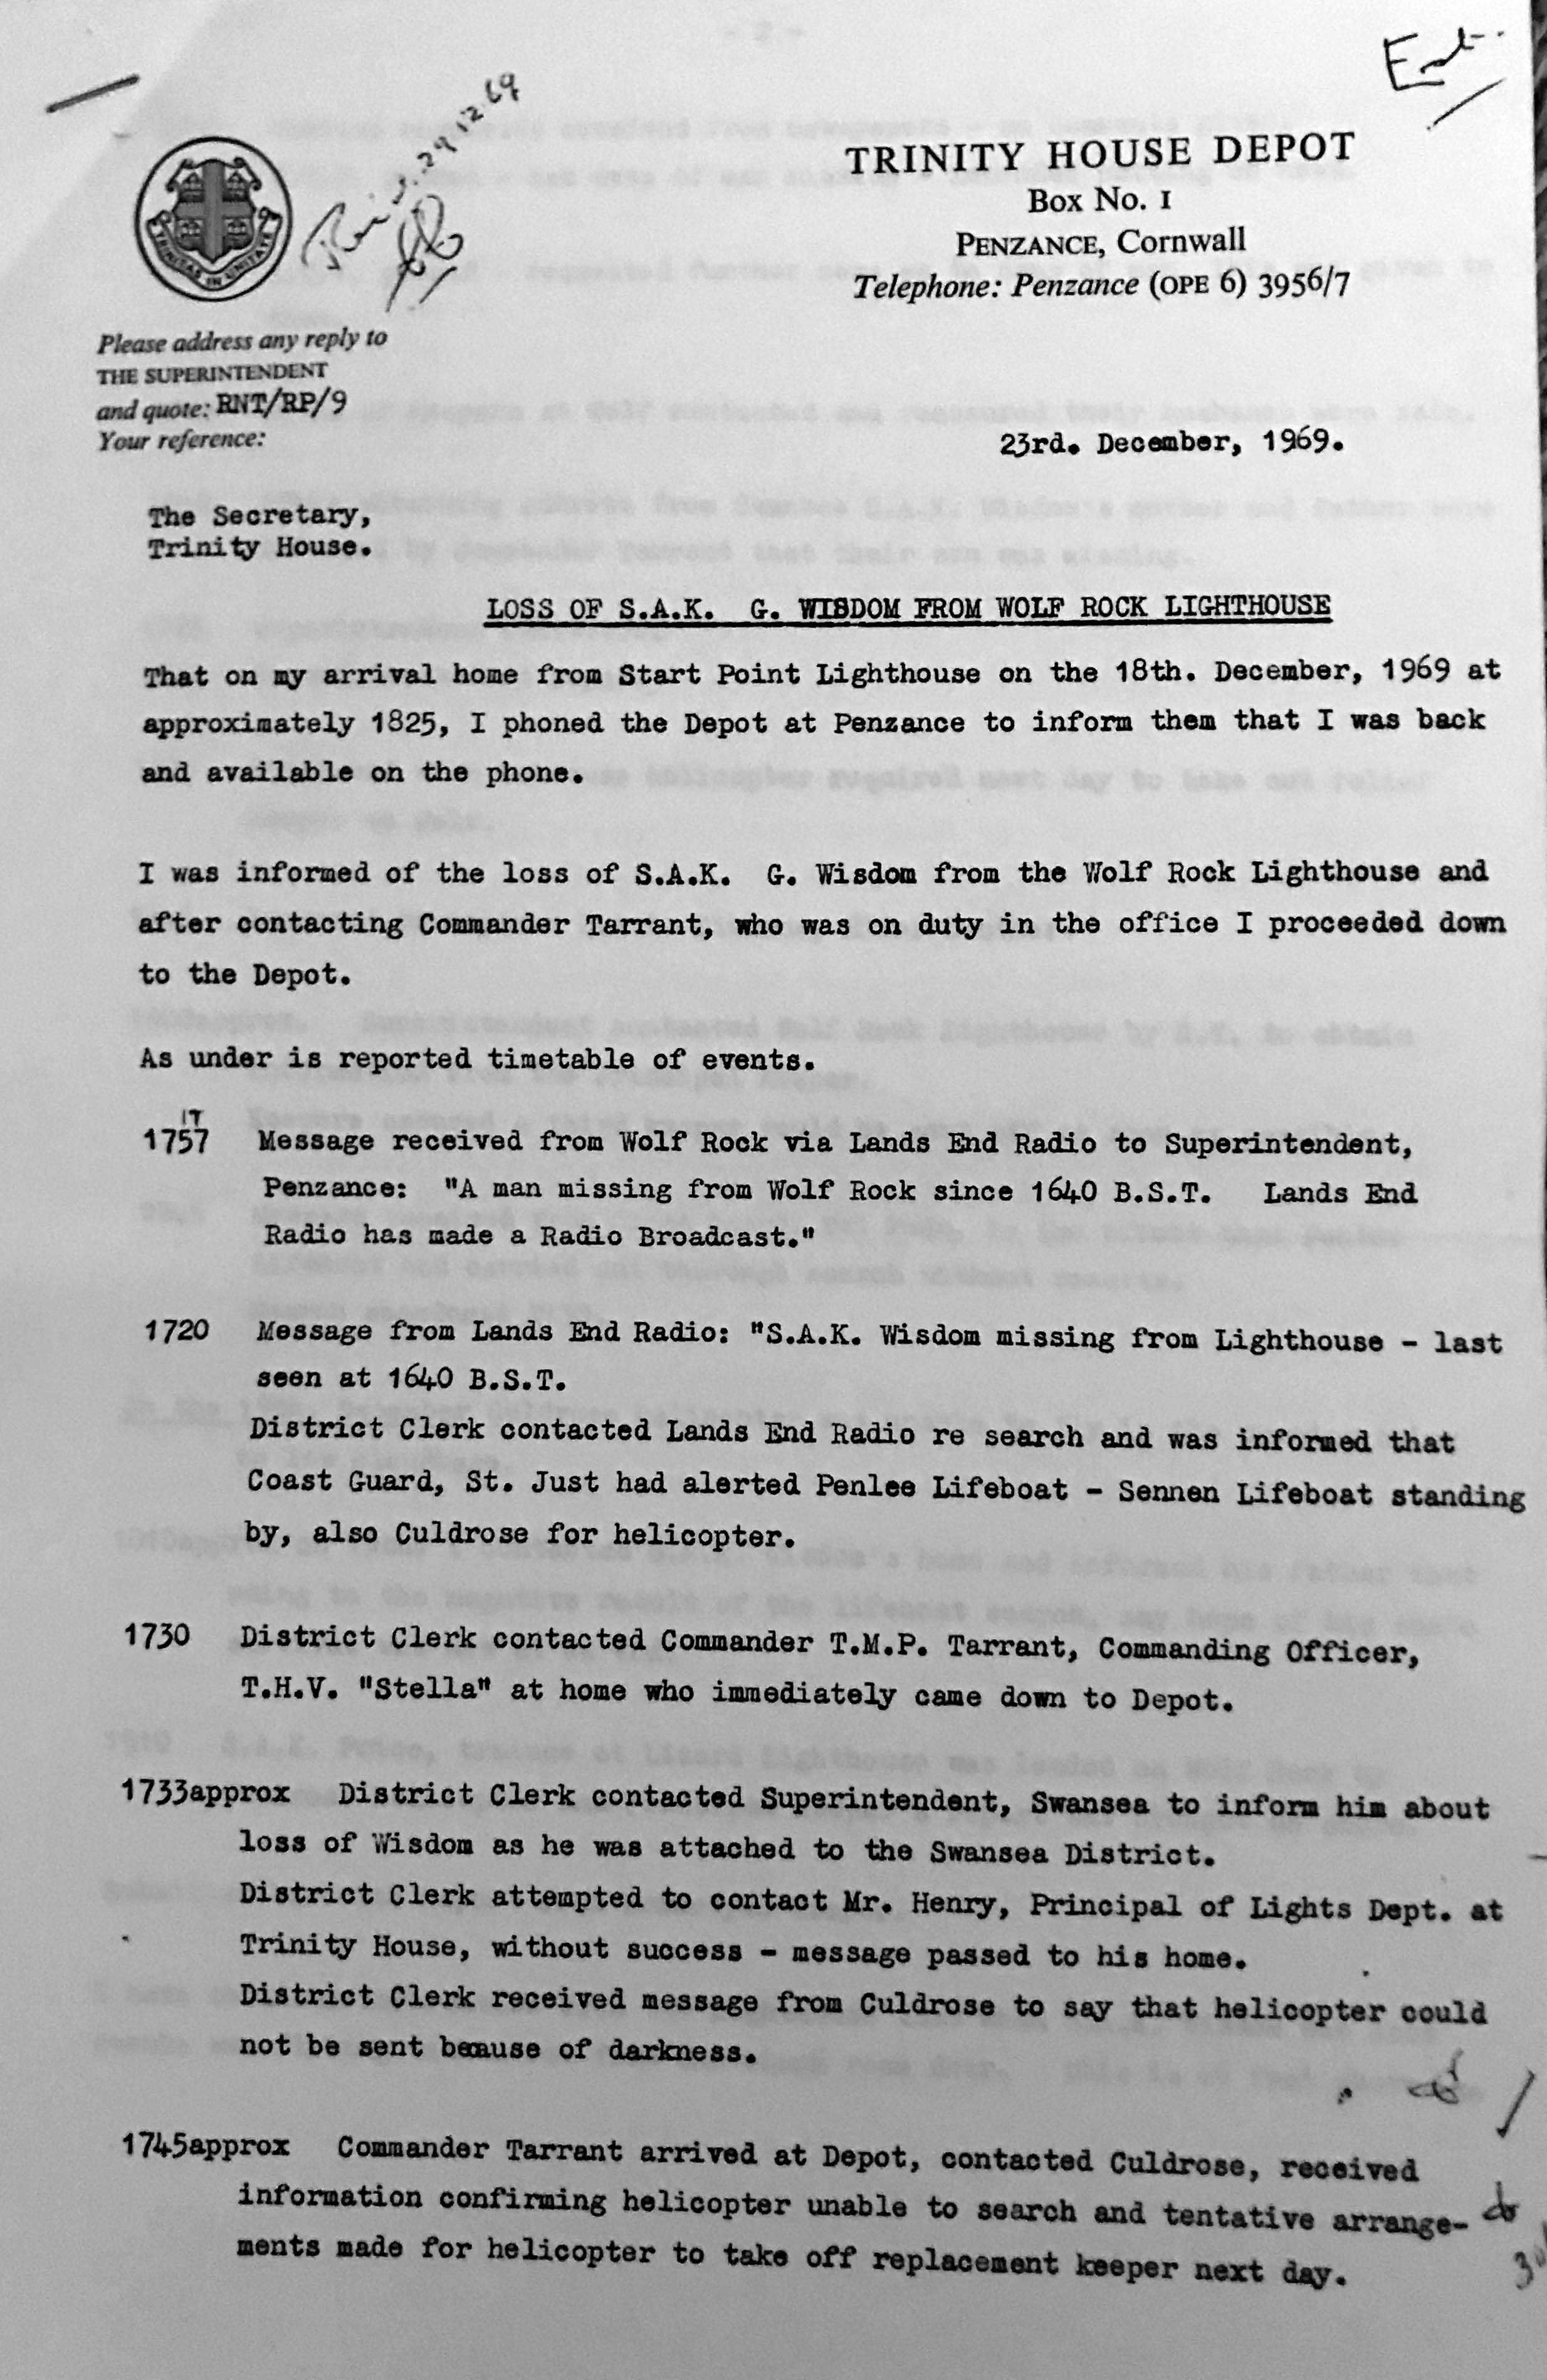 29 12 69
TRINITY HOUSE DEPOT
Box No. 1
PENZANCE, Cornwall
Telephone: Penzance (OPE 6) 3956/7
TRINITAS IN UNITATE
Please address any reply to
THE SUPERINTENDENT
and quote: RNT/RP/9
Your reference:
23rd. December, 1969.
The Secretary,
Trinity House.
LOSS OF S.A.K. G. WISDOM FROM WOLF ROCK LIGHTHOUSE
That on my arrival home from Start Point Lighthouse on the 18th. December, 1969 at
approximately 1825, I phoned the Depot at Penzance to inform them that I was back
and available on the phone.
I was informed of the loss of S.A.K. G. Wisdom from the Wolf Rock Lighthouse and
after contacting Commander Tarrant, who was on duty in the office I proceeded down
to the Depot.
As under is reported timetable of events.
17
1757 Message received from Wolf Rock via Lands End Radio to Superintendent,
Penzance: "A man missing from Wolf Rock since 1640 B.S.T. Lands End
Radio has made a Radio Broadcast."
1720 Message from Lands End Radio: "S.A.K. Wisdom missing from Lighthouse - last
seen at 1640 B.S.T.
District Clerk contacted Lands End Radio re search and was informed that
Coast Guard, St. Just had alerted Penlee Lifeboat - Sennen Lifeboat standing
by, also Culdrose for helicopter.
1730 District Clerk contacted Commander T.M.P. Tarrant, Commanding Officer,
T.H.V. "Stella" at home who immediately came down to Depot.
1733approx District Clerk contacted Superintendent, Swansea to inform him about
loss of Wisdom as he was attached to the Swansea District.
District Clerk attempted to contact Mr. Henry, Principal of Lights Dept. at
Trinity House, without success - message passed to his home.
District Clerk received message from Culdrose to say that helicopter could
not be sent because of darkness.
1745approx Commander Tarrant arrived at Depot, contacted Culdrose, received
information confirming helicopter unable to search and tentative arrange-
ments made for helicopter to take off replacement keeper next day.